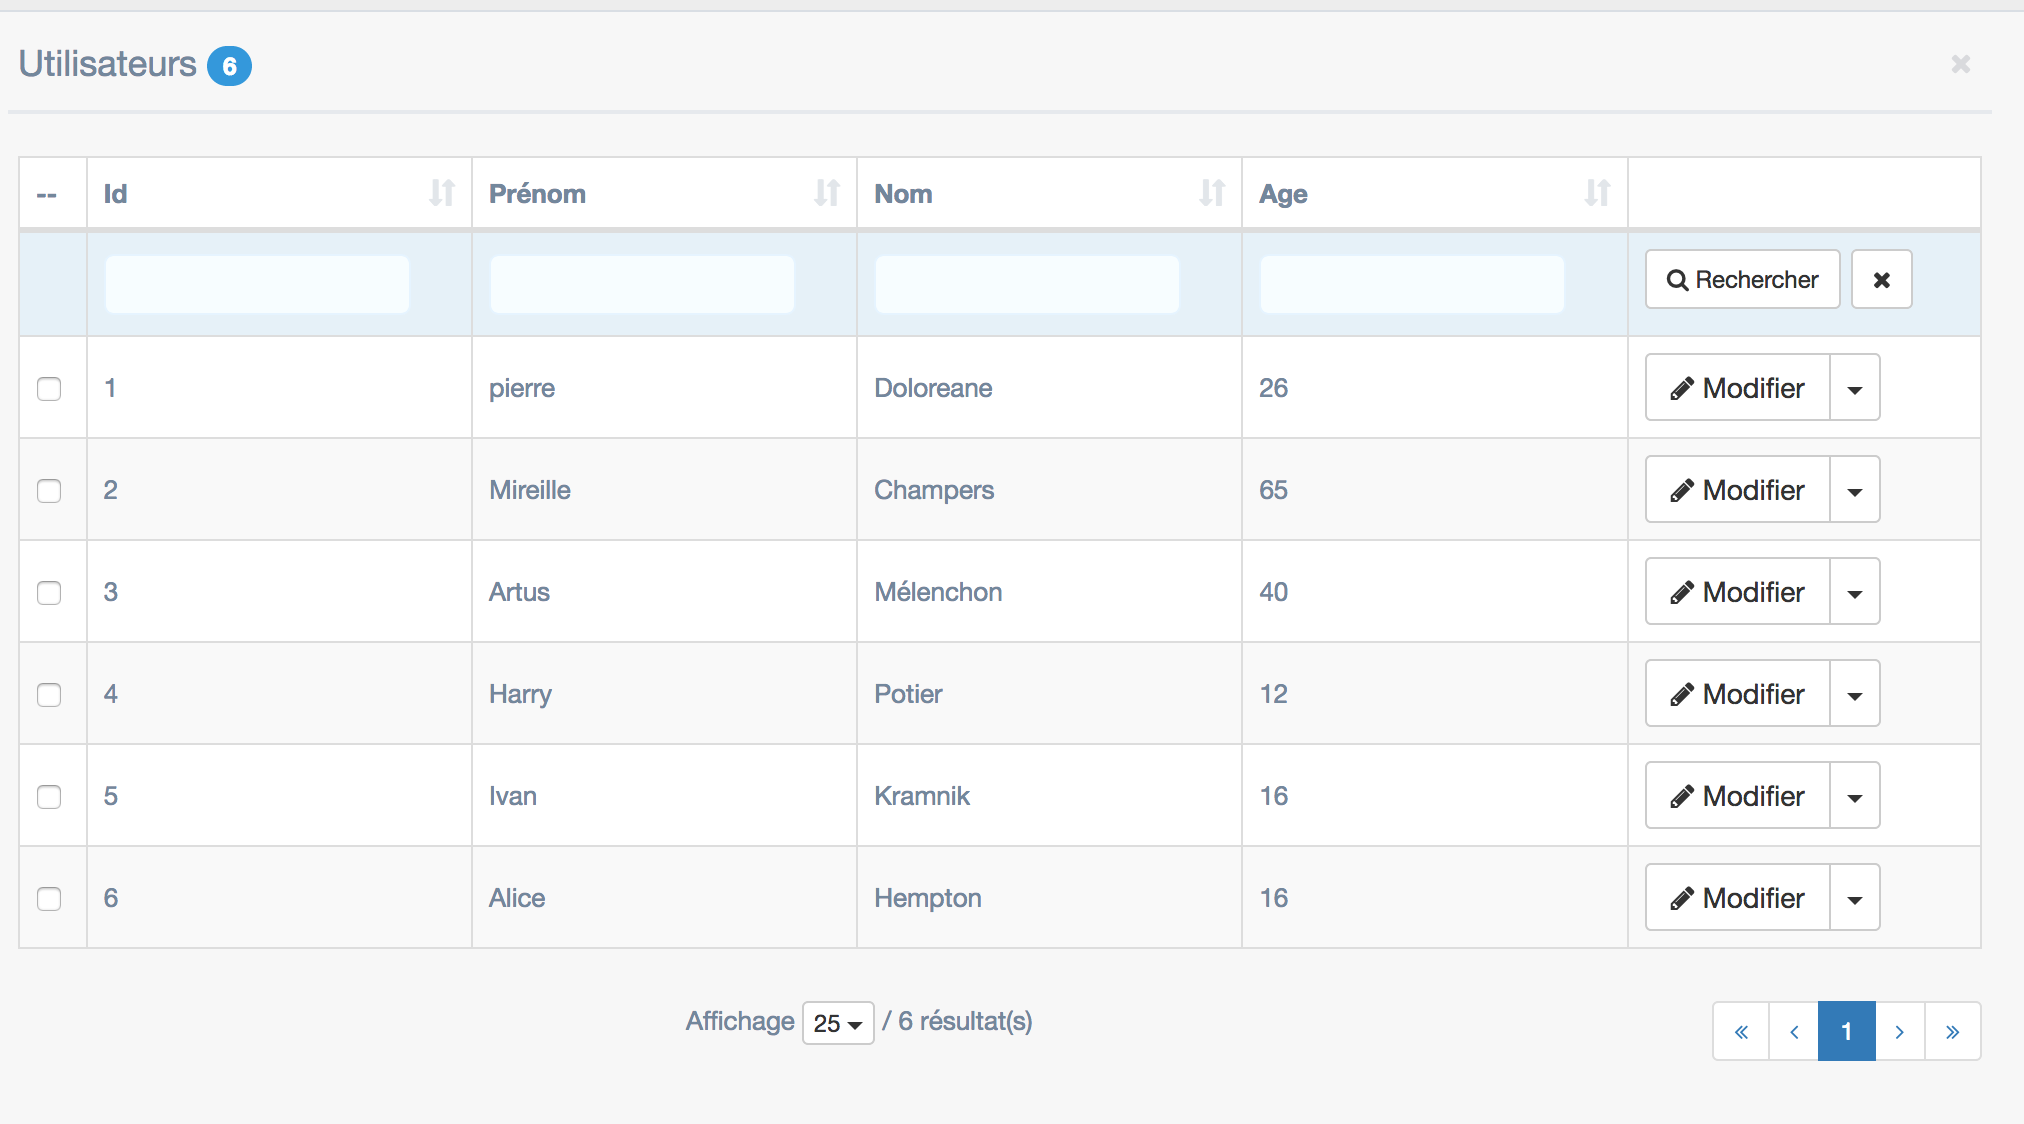 Utilisateurs 6
-- Id Prénom Nom Age
Rechercher
1 pierre Doloreane 26 Modifier
2 Mireille Champers 65 Modifier
3 Artus Mélenchon 40 Modifier
4 Harry Potier 12 Modifier
5 Ivan Kramnik 16 Modifier
6 Alice Hempton 16 Modifier
Affichage 25 / 6 résultat(s)
« ‹ 1 › »